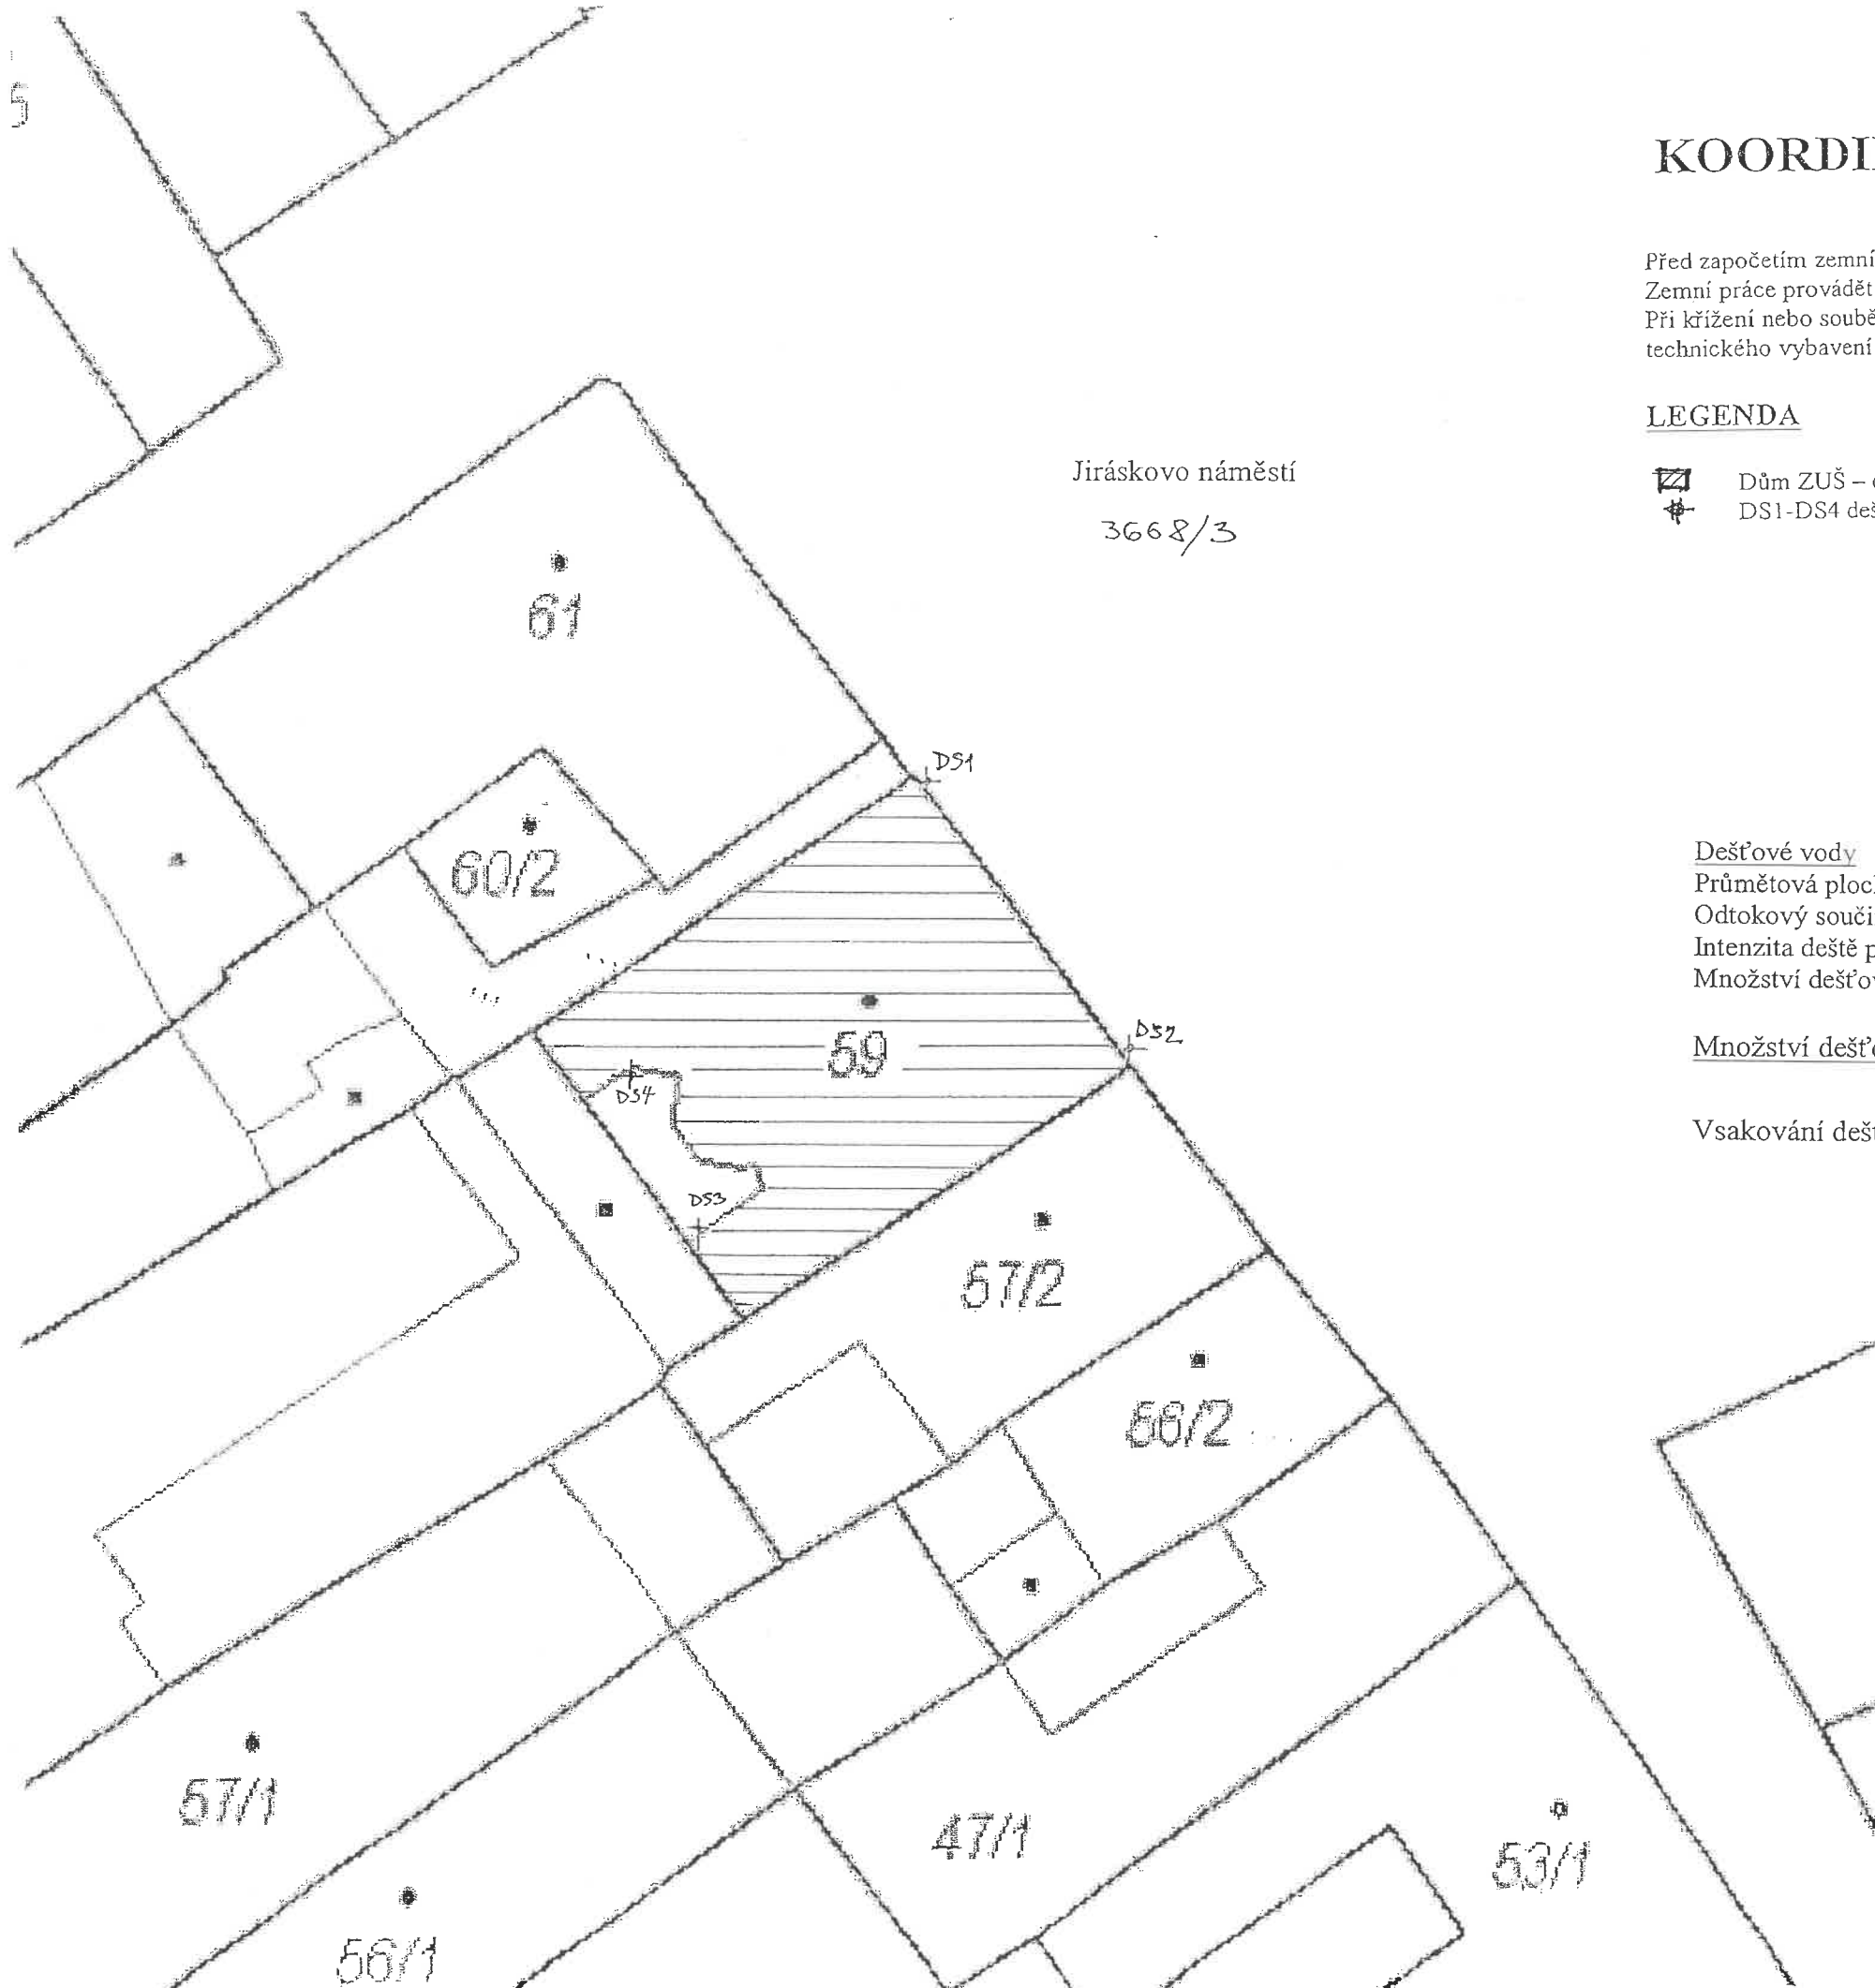 KOORDI
Před započetím zemní
Zemní práce provádět
Při křížení nebo soubě
technického vybavení
LEGENDA
Dům ZUŠ –
DS1-DS4 deš
Jiráskovo náměstí
3668/3
5
61
DS1
60/2
59
DS2
DS4
DS3
57/2
56/2
57/1
47/1
53/1
56/1
Dešťové vody
Průmětová ploc
Odtokový souči
Intenzita deště p
Množství dešťov
Množství dešťo
Vsakování dešť